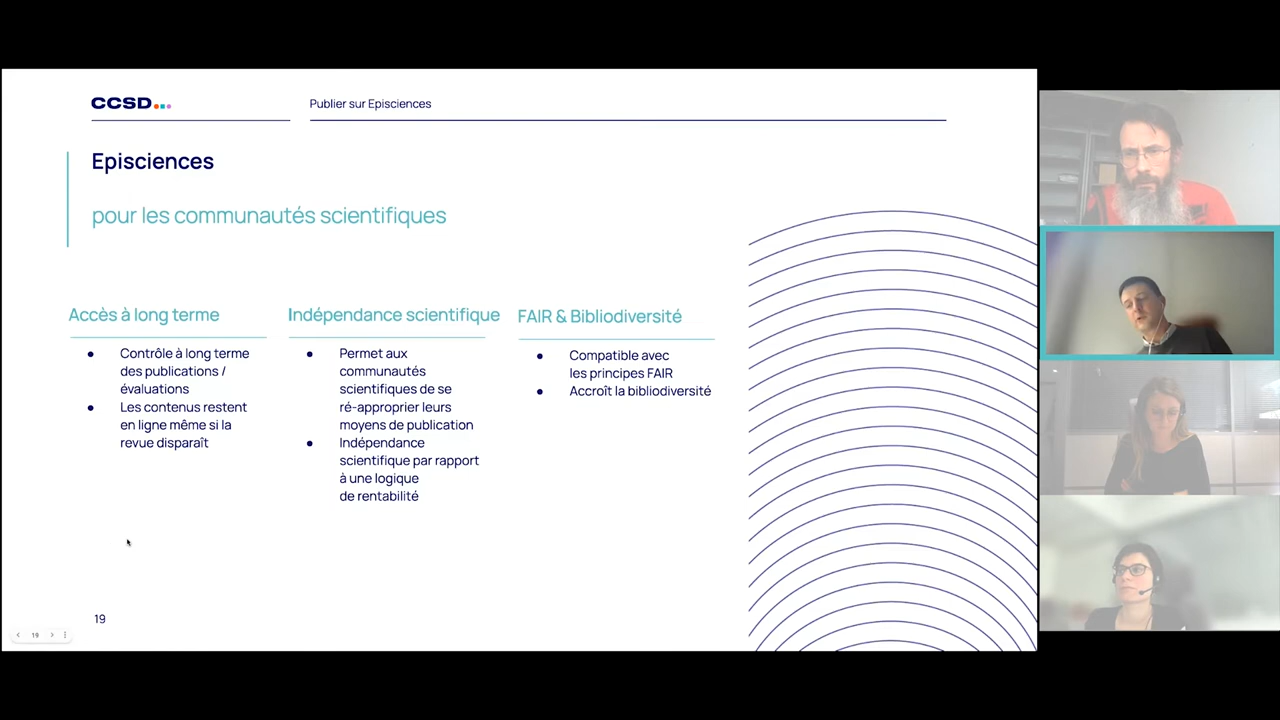 CCSD
Publier sur Episciences
Episciences
pour les communautés scientifiques
Accès à long terme
● Contrôle à long terme
des publications /
évaluations
● Les contenus restent
en ligne même si la
revue disparaît
Indépendance scientifique
● Permet aux
communautés
scientifiques de se
ré-approprier leurs
moyens de publication
● Indépendance
scientifique par rapport
à une logique
de rentabilité
FAIR & Bibliodiversité
● Compatible avec
les principes FAIR
● Accroît la bibliodiversité
19
19